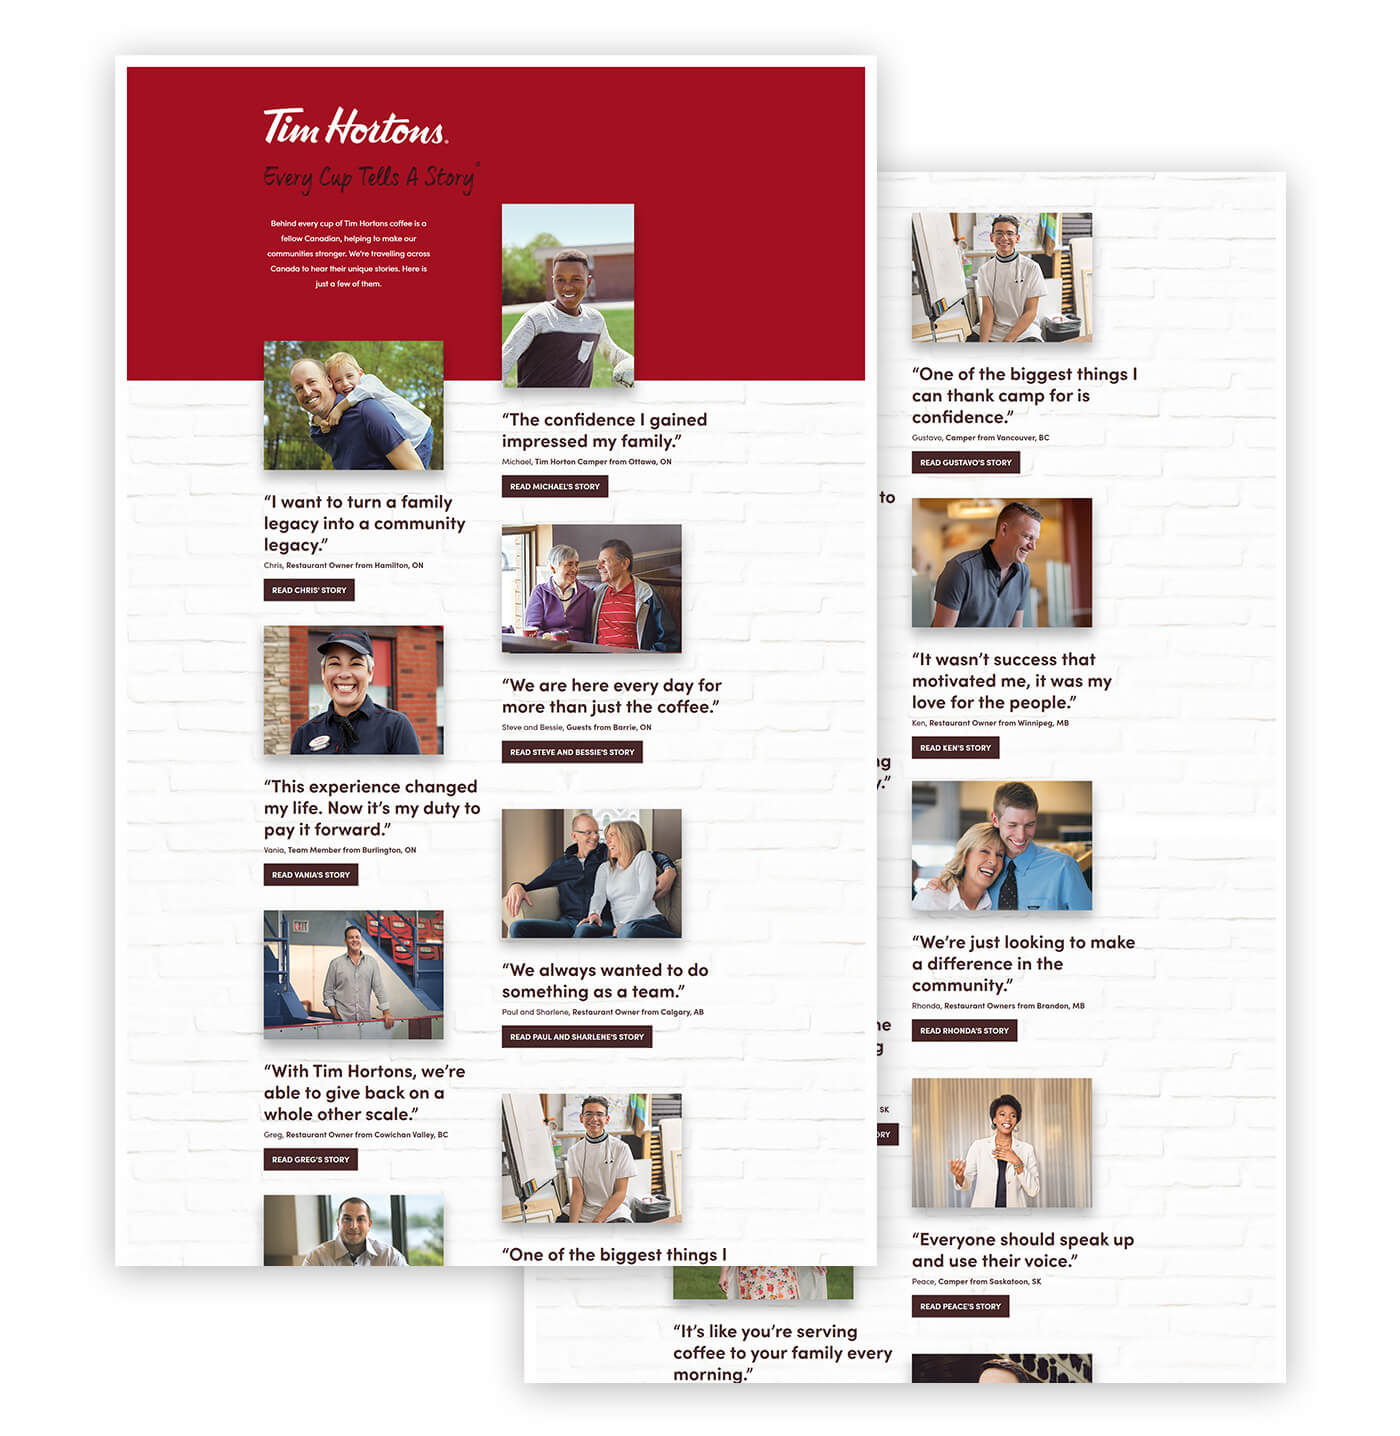 Tim Hortons®
Every Cup Tells A Story®
Behind every cup of Tim Hortons coffee is a
fellow Canadian, helping to make our
communities stronger. We're travelling across
Canada to hear their unique stories. Here is
just a few of them.
“I want to turn a family
legacy into a community
legacy.”
Chris, Restaurant Owner from Hamilton, ON
READ CHRIS' STORY
“This experience changed
my life. Now it’s my duty to
pay it forward.”
Vania, Team Member from Burlington, ON
READ VANIA'S STORY
EXIT
“With Tim Hortons, we’re
able to give back on a
whole other scale.”
Greg, Restaurant Owner from Cowichan Valley, BC
READ GREG'S STORY
“The confidence I gained
impressed my family.”
Michael, Tim Horton Camper from Ottawa, ON
READ MICHAEL'S STORY
“We are here every day for
more than just the coffee.”
Steve and Bessie, Guests from Barrie, ON
READ STEVE AND BESSIE'S STORY
“We always wanted to do
something as a team.”
Paul and Sharlene, Restaurant Owner from Calgary, AB
READ PAUL AND SHARLENE'S STORY
“One of the biggest things I
to
ng
y.”
ne
g
SK
ORY
“It’s like you’re serving
coffee to your family every
morning.”
“One of the biggest things I
can thank camp for is
confidence.”
Gustavo, Camper from Vancouver, BC
READ GUSTAVO'S STORY
“It wasn’t success that
motivated me, it was my
love for the people.”
Ken, Restaurant Owner from Winnipeg, MB
READ KEN'S STORY
“We’re just looking to make
a difference in the
community.”
Rhonda, Restaurant Owners from Brandon, MB
READ RHONDA'S STORY
“Everyone should speak up
and use their voice.”
Peace, Camper from Saskatoon, SK
READ PEACE'S STORY